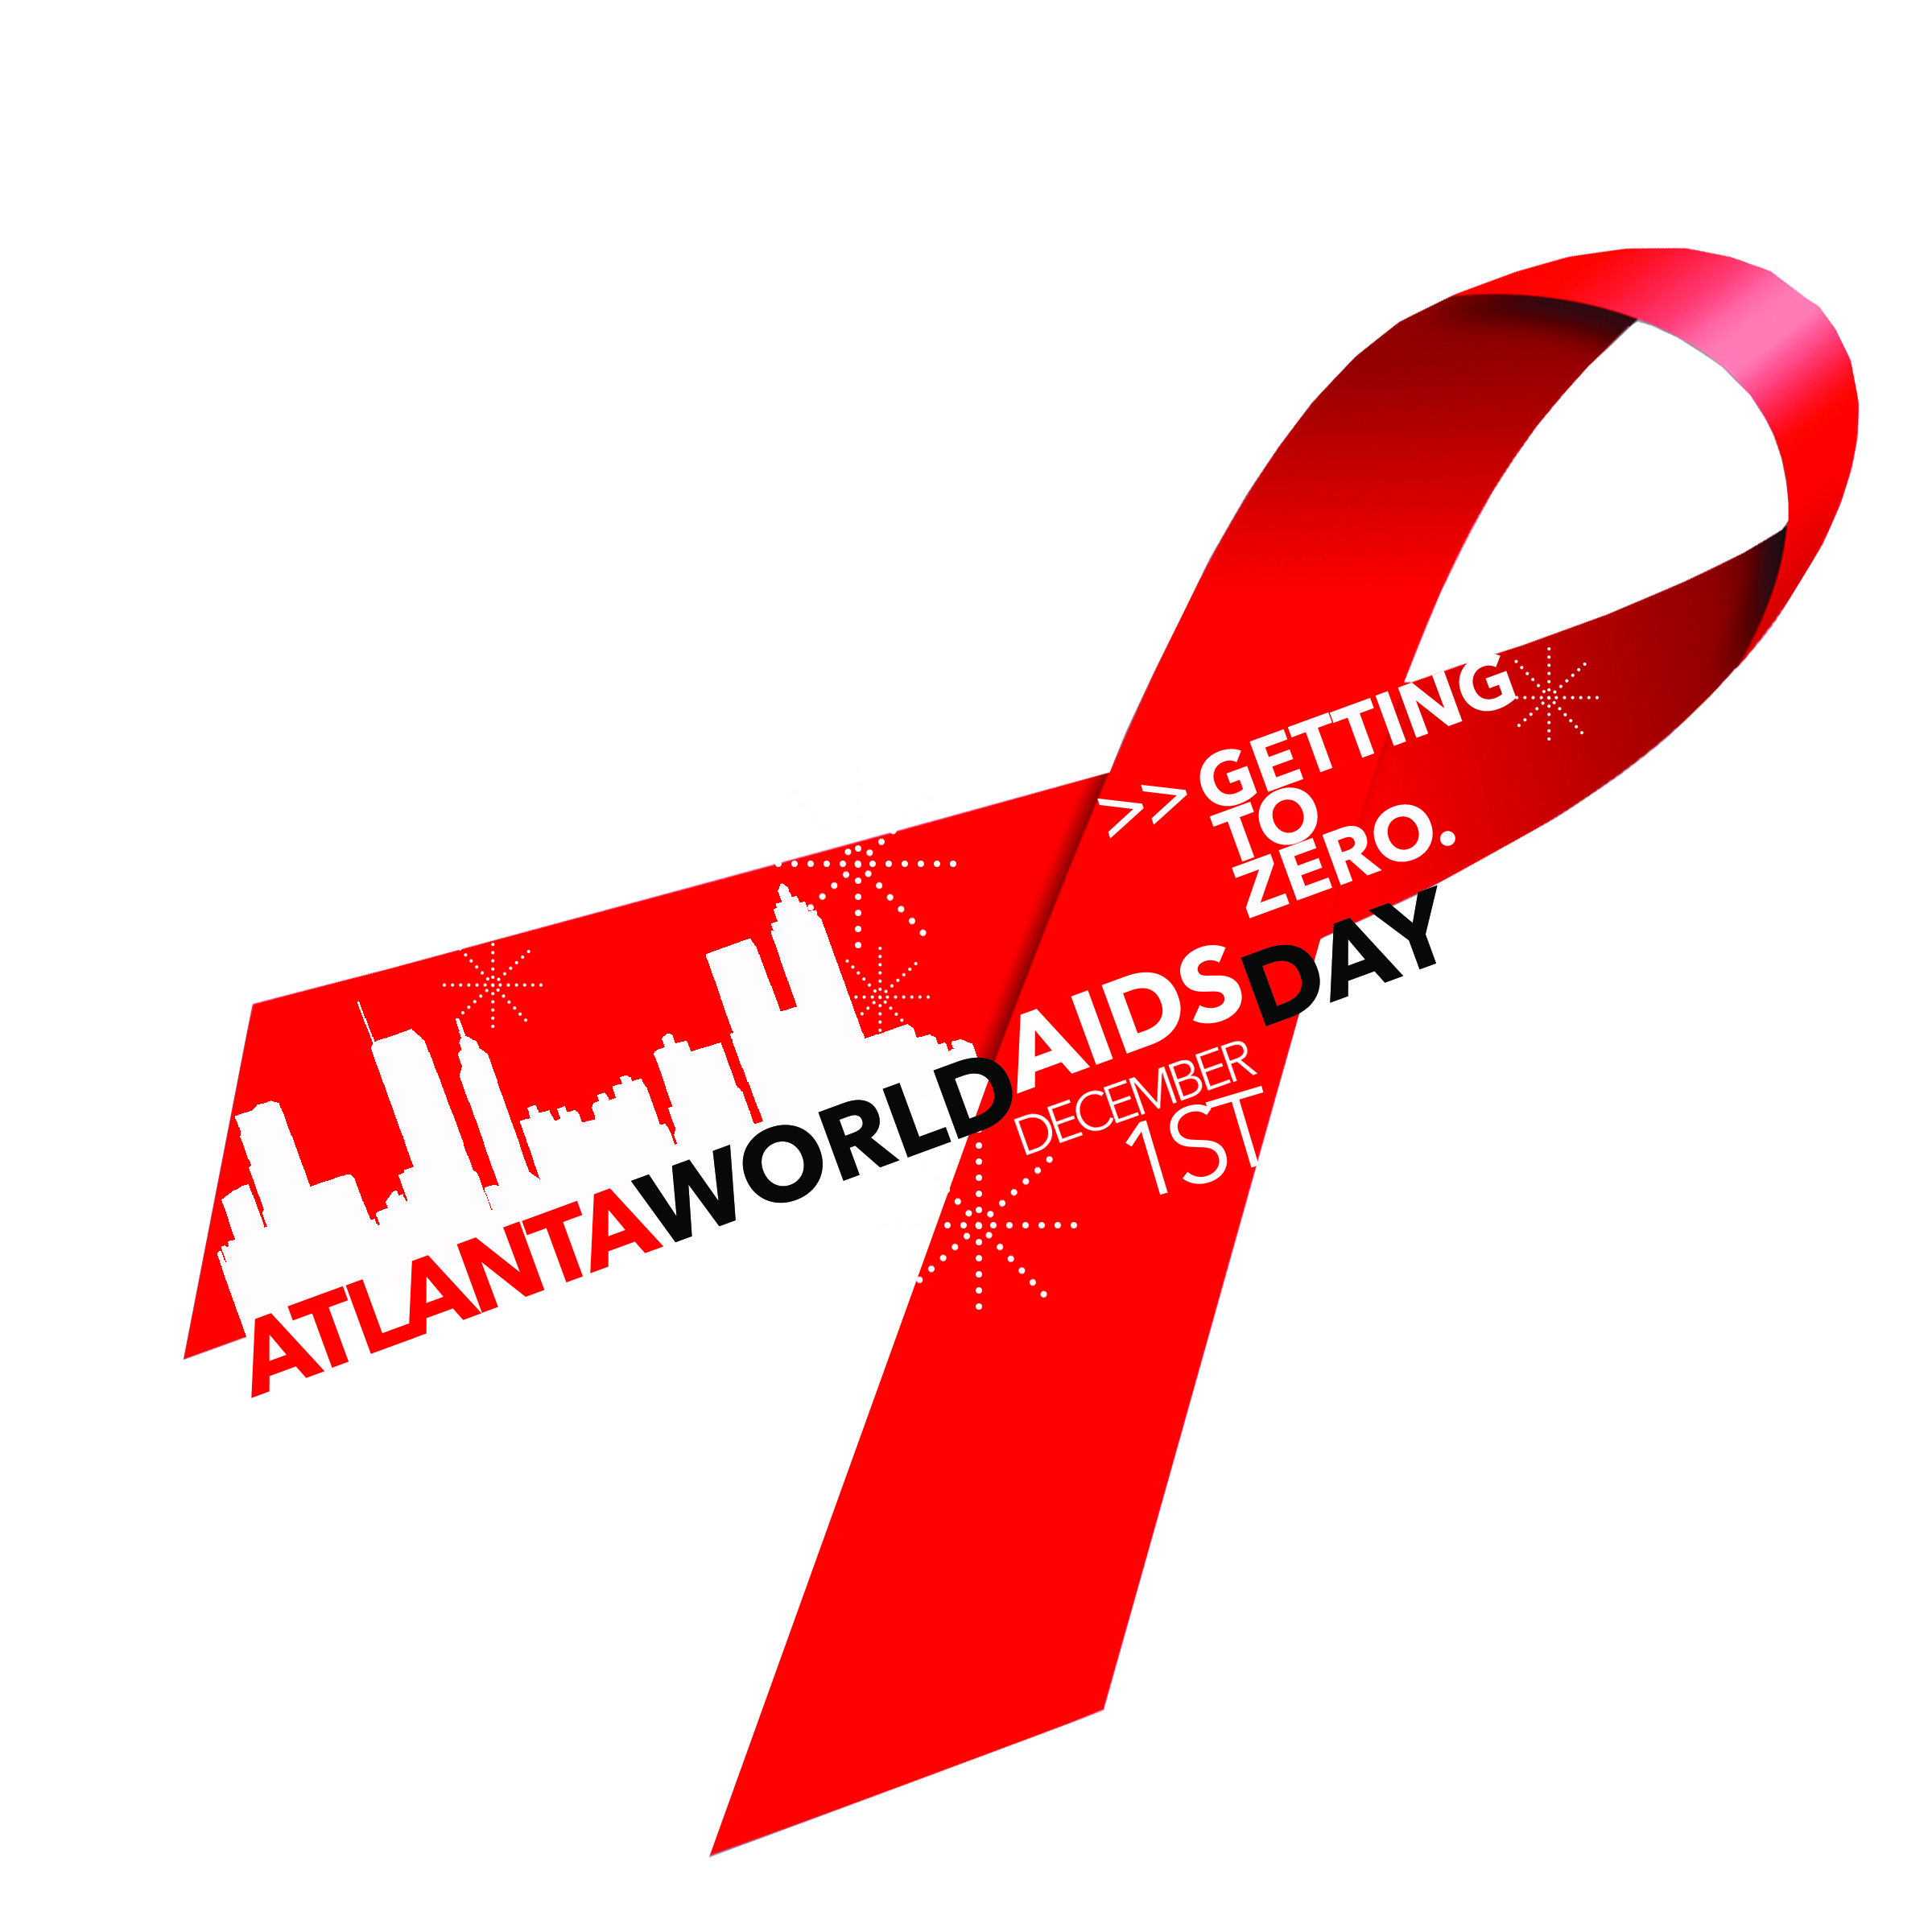 >> GETTING
TO
ZERO.
ATLANTAWORLDAIDSDAY
DECEMBER
1ST